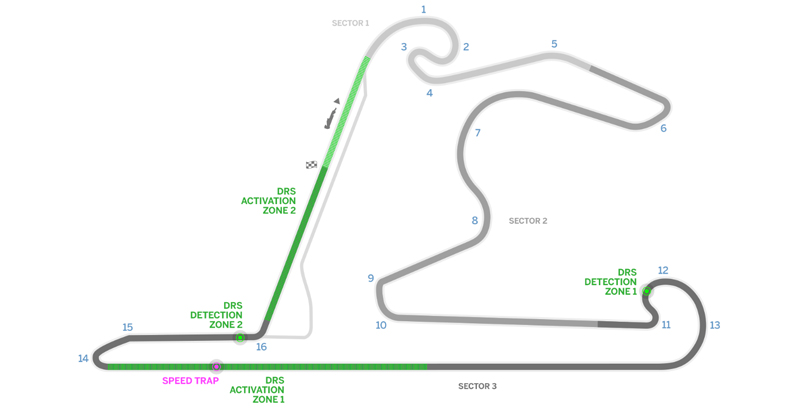 1
SECTOR 1
3
2
5
4
6
7
DRS
ACTIVATION
ZONE 2
8
SECTOR 2
DRS
DETECTION
ZONE 1
12
9
DRS
DETECTION
ZONE 2
10
11
13
15
16
14
SPEED TRAP
DRS
ACTIVATION
ZONE 1
SECTOR 3